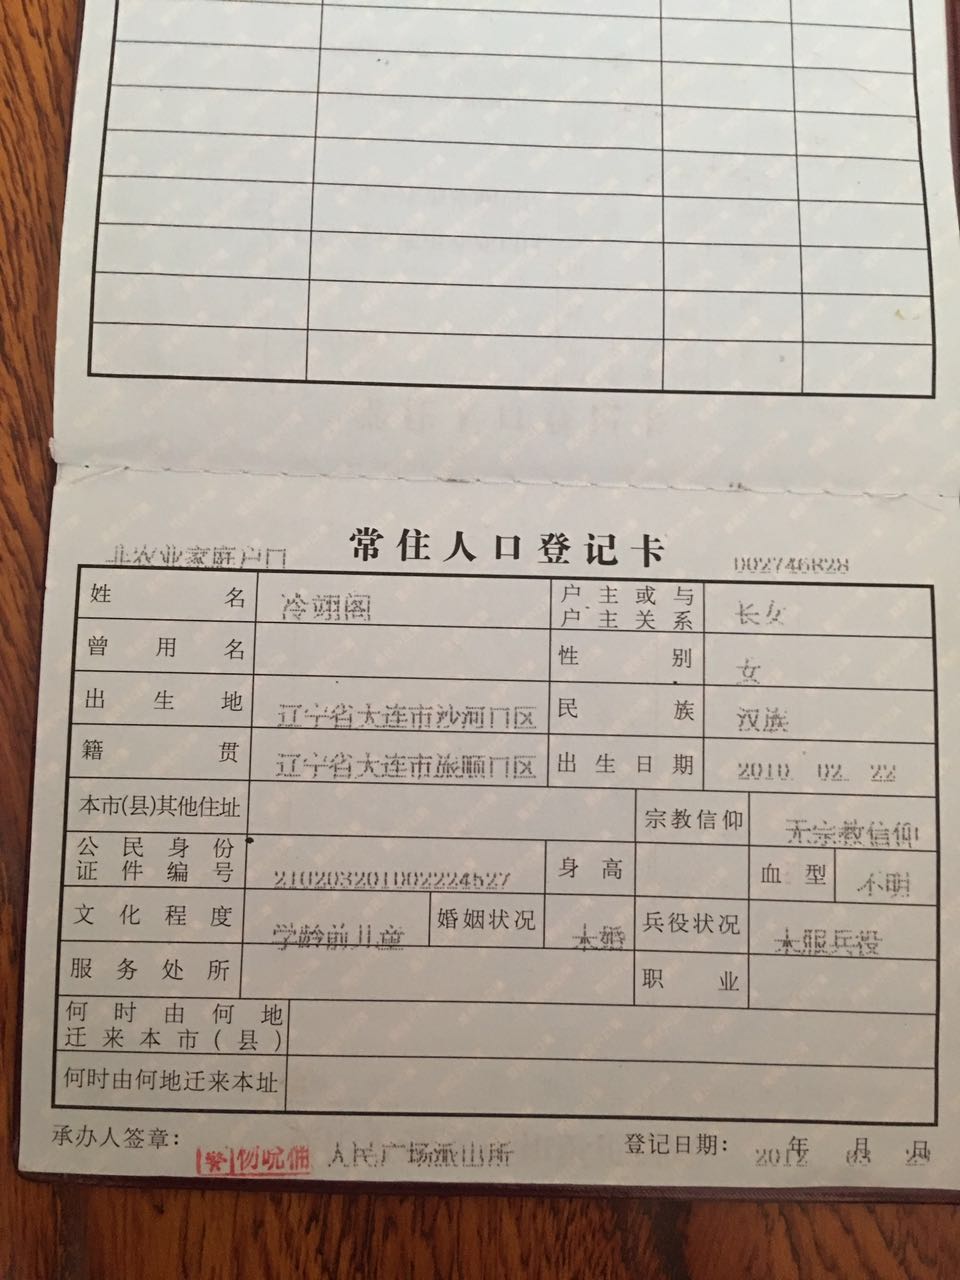 常住人口登记卡
非农业家庭户口 002746828
姓名 冷翊阁 户主或与户主关系 长女
曾用名 性别 女
出生地 辽宁省大连市沙河口区 民族 汉族
籍贯 辽宁省大连市旅顺口区 出生日期 2010 02 22
本市(县)其他住址 宗教信仰 无宗教信仰
公民身份证件编号 210203201002224527 身高 血型 不明
文化程度 学龄前儿童 婚姻状况 未婚 兵役状况 未服兵役
服务处所 职业
何时由何地迁来本市(县)
何时由何地迁来本址
承办人签章: 人民广场派出所 登记日期: 2012 年 03 月 日